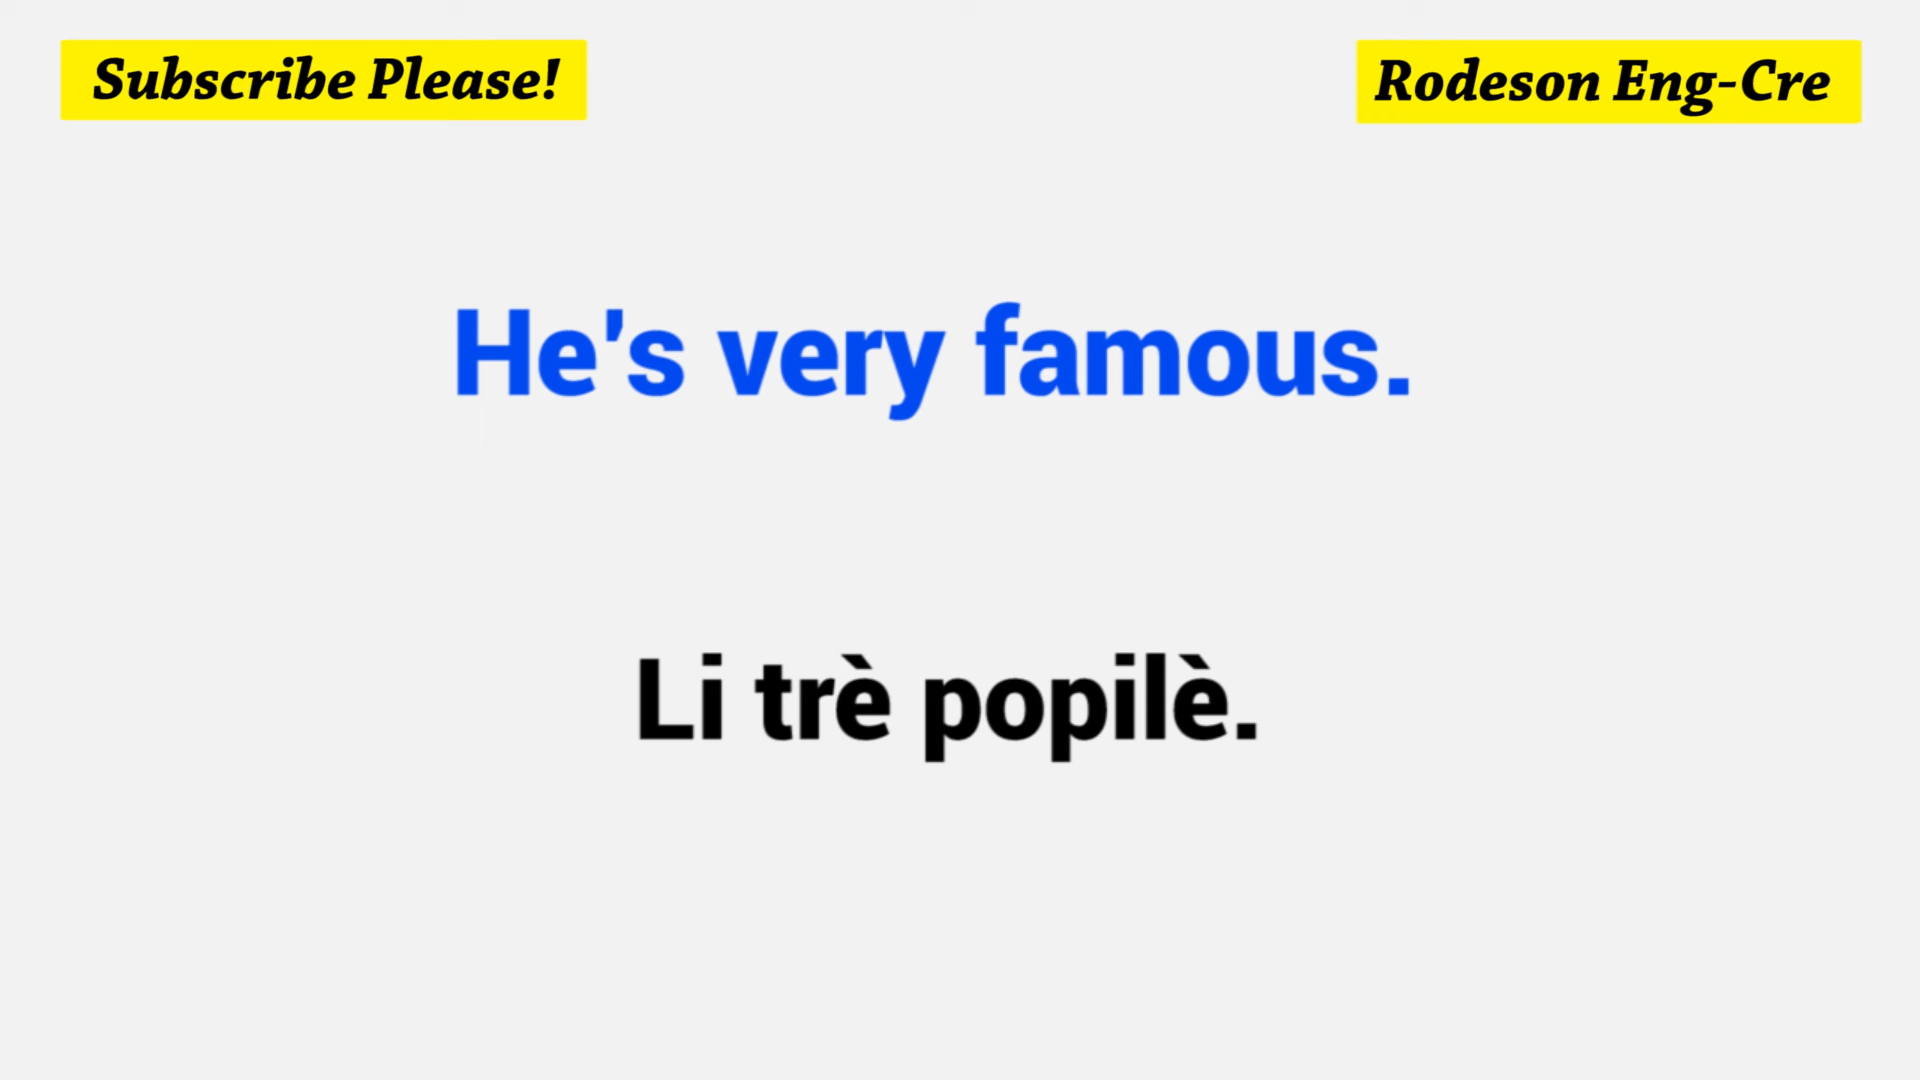 Subscribe Please!
Rodeson Eng-Cre
He's very famous.
Li trè popilè.